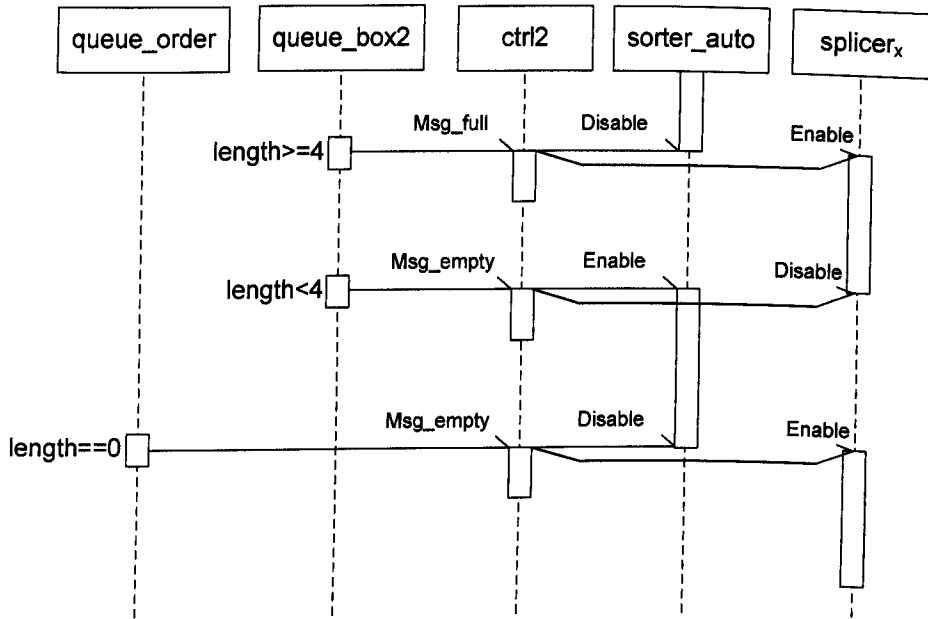 queue_order queue_box2 ctrl2 sorter_auto splicerₓ
Msg_full Disable Enable
length>=4
Msg_empty Enable Disable
length<4
Msg_empty Disable Enable
length==0